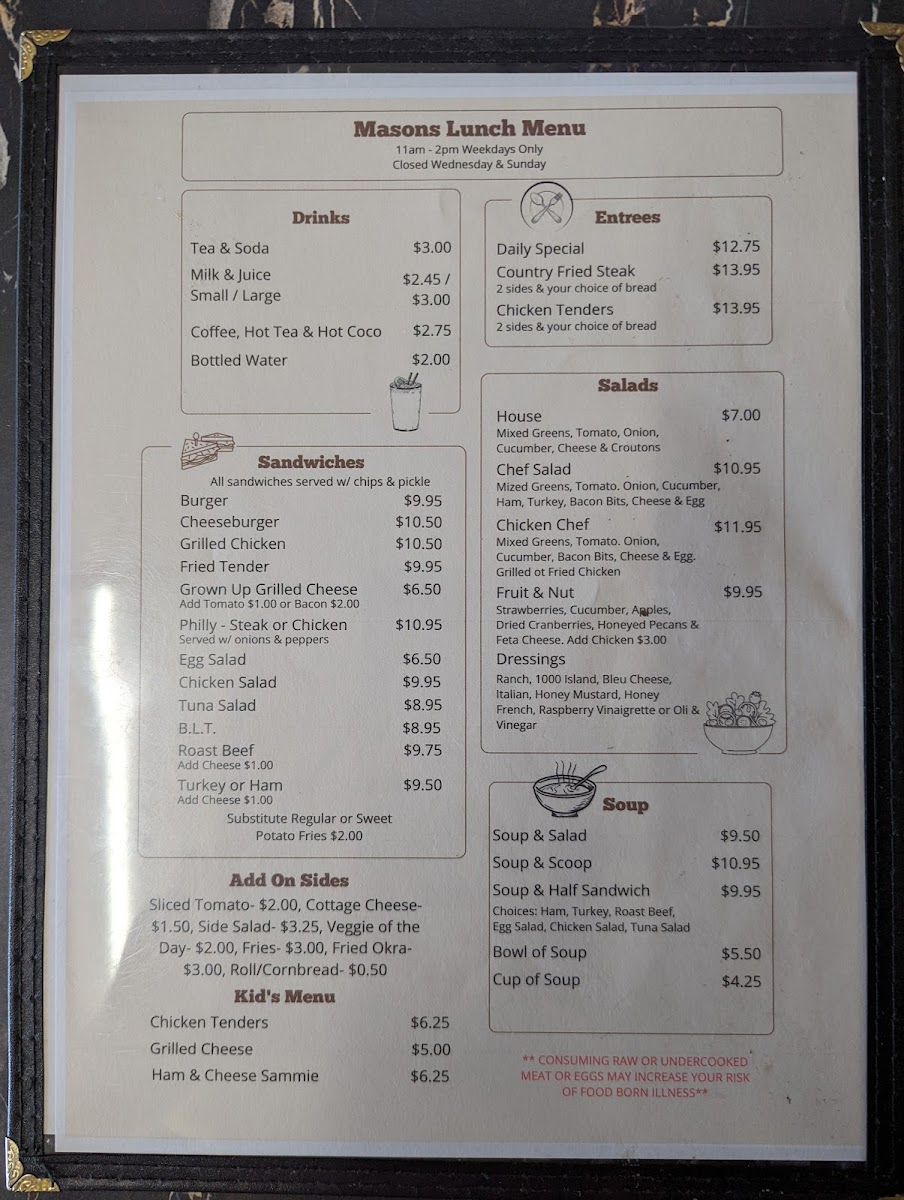 Masons Lunch Menu
11am - 2pm Weekdays Only
Closed Wednesday & Sunday
Drinks
Tea & Soda $3.00
Milk & Juice $2.45 /
Small / Large $3.00
Coffee, Hot Tea & Hot Coco $2.75
Bottled Water $2.00
Sandwiches
All sandwiches served w/ chips & pickle
Burger $9.95
Cheeseburger $10.50
Grilled Chicken $10.50
Fried Tender $9.95
Grown Up Grilled Cheese $6.50
Add Tomato $1.00 or Bacon $2.00
Philly - Steak or Chicken $10.95
Served w/ onions & peppers
Egg Salad $6.50
Chicken Salad $9.95
Tuna Salad $8.95
B.L.T. $8.95
Roast Beef $9.75
Add Cheese $1.00
Turkey or Ham $9.50
Add Cheese $1.00
Substitute Regular or Sweet
Potato Fries $2.00
Add On Sides
Sliced Tomato- $2.00, Cottage Cheese-
$1.50, Side Salad- $3.25, Veggie of the
Day- $2.00, Fries- $3.00, Fried Okra-
$3.00, Roll/Cornbread- $0.50
Kid's Menu
Chicken Tenders $6.25
Grilled Cheese $5.00
Ham & Cheese Sammie $6.25
Entrees
Daily Special $12.75
Country Fried Steak $13.95
2 sides & your choice of bread
Chicken Tenders $13.95
2 sides & your choice of bread
Salads
House $7.00
Mixed Greens, Tomato, Onion,
Cucumber, Cheese & Croutons
Chef Salad $10.95
Mized Greens, Tomato. Onion, Cucumber,
Ham, Turkey, Bacon Bits, Cheese & Egg
Chicken Chef $11.95
Mixed Greens, Tomato. Onion,
Cucumber, Bacon Bits, Cheese & Egg.
Grilled ot Fried Chicken
Fruit & Nut $9.95
Strawberries, Cucumber, Apples,
Dried Cranberries, Honeyed Pecans &
Feta Cheese. Add Chicken $3.00
Dressings
Ranch, 1000 Island, Bleu Cheese,
Italian, Honey Mustard, Honey
French, Raspberry Vinaigrette or Oli &
Vinegar
Soup
Soup & Salad $9.50
Soup & Scoop $10.95
Soup & Half Sandwich $9.95
Choices: Ham, Turkey, Roast Beef,
Egg Salad, Chicken Salad, Tuna Salad
Bowl of Soup $5.50
Cup of Soup $4.25
** CONSUMING RAW OR UNDERCOOKED
MEAT OR EGGS MAY INCREASE YOUR RISK
OF FOOD BORN ILLNESS**